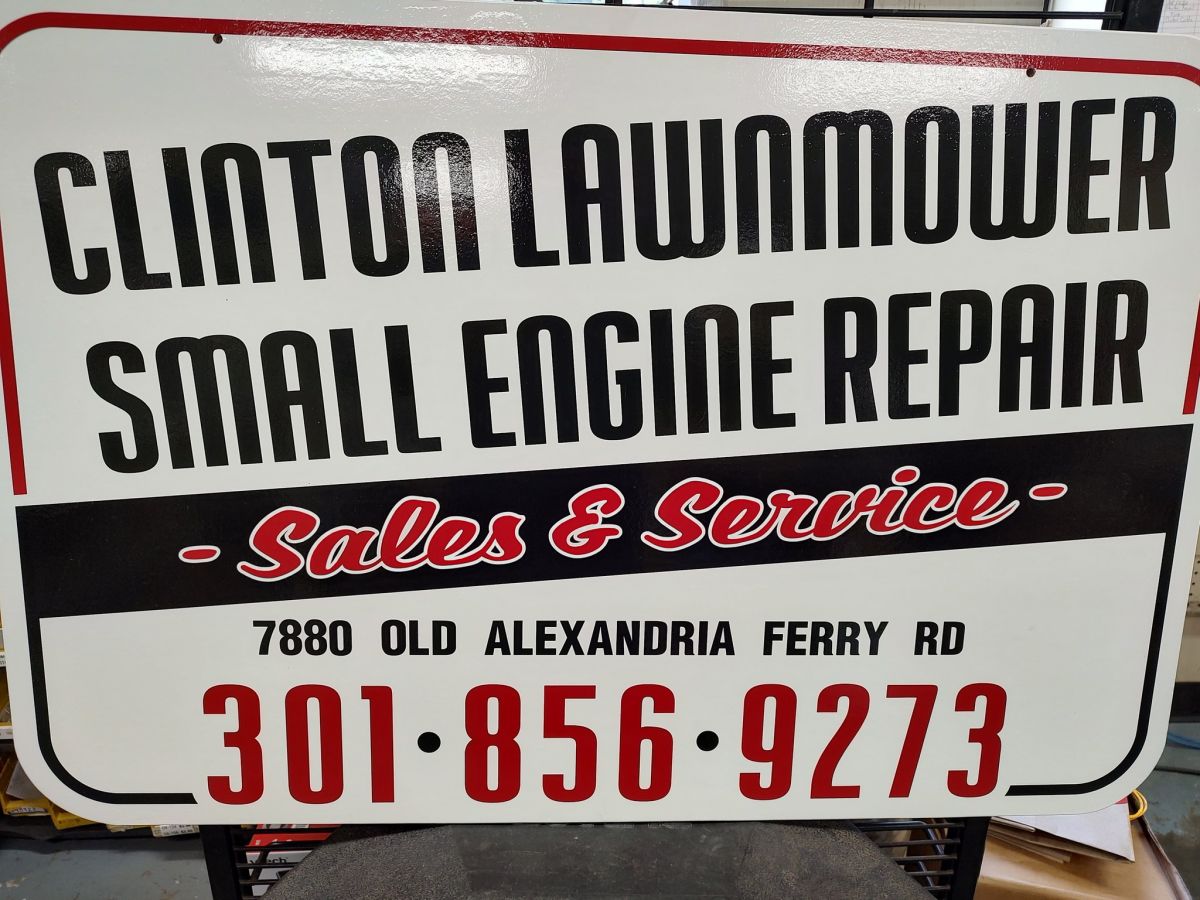 CLINTON LAWNMOWER
SMALL ENGINE REPAIR
- Sales & Service -
7880 OLD ALEXANDRIA FERRY RD
301•856•9273